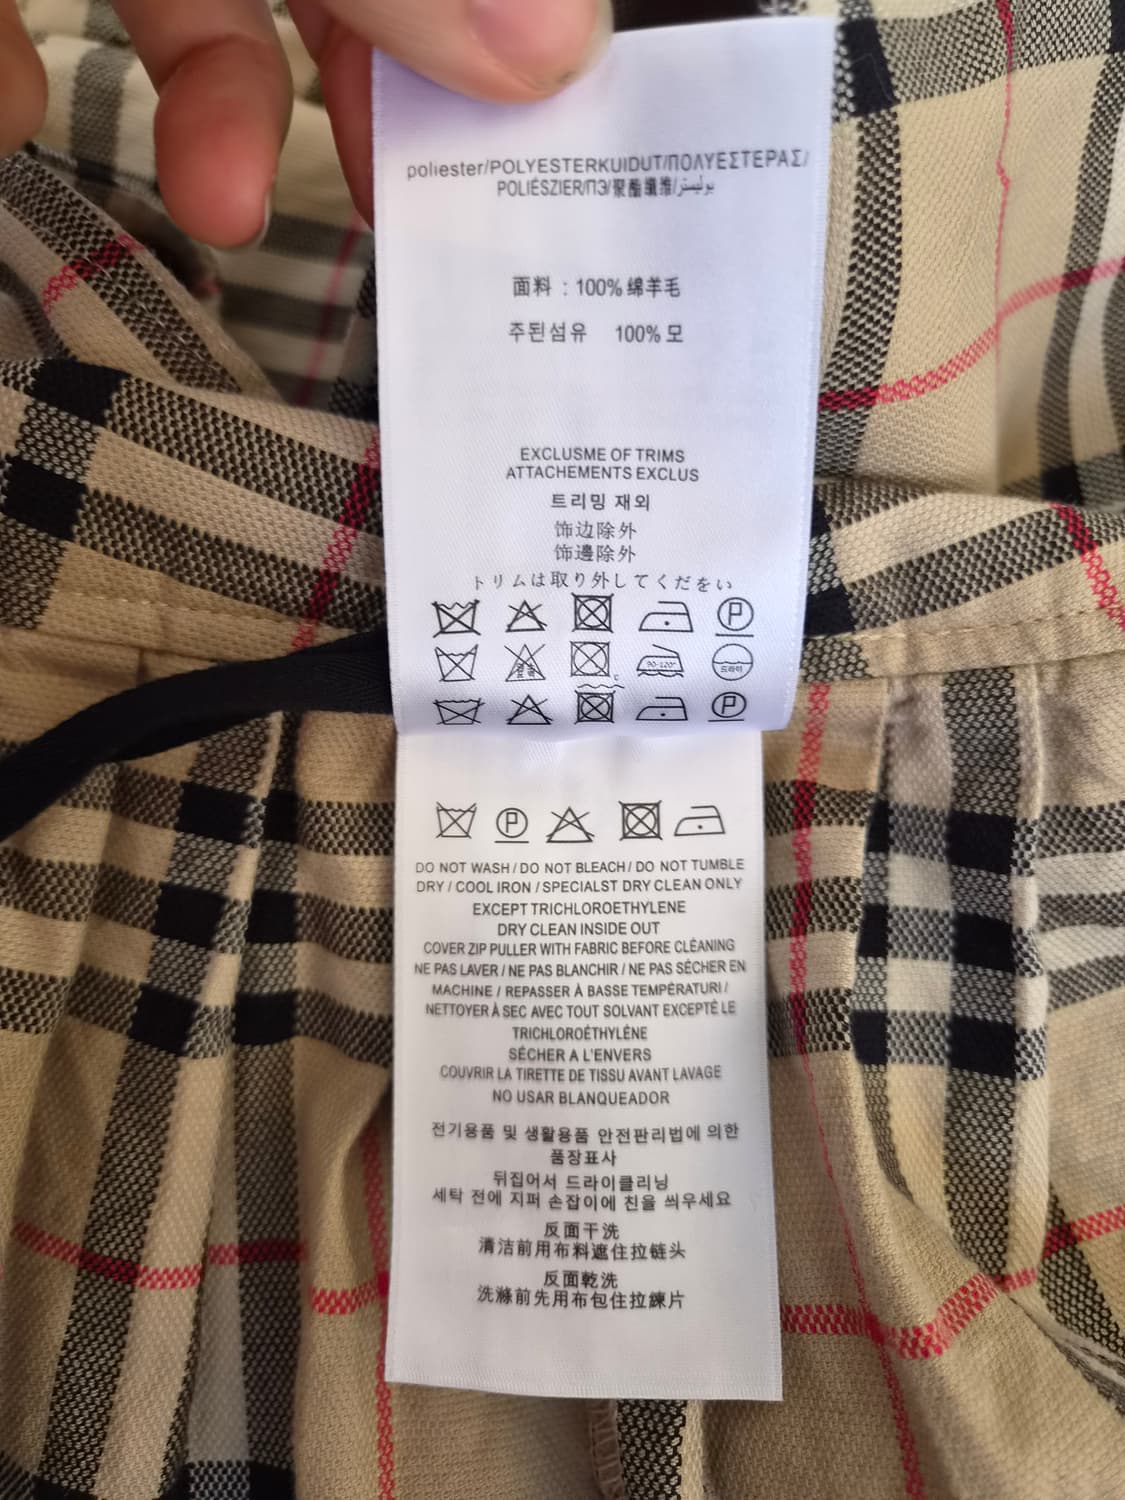 poliester/POLYESTERKUIDUT/ΠΟΛΥΕΣΤΕΡΑΣ/
POLIÉSZIER/ПЭ/聚酯纖維/بوليستر
面料 : 100% 绵羊毛
주된섬유 100% 모
EXCLUSME OF TRIMS
ATTACHEMENTS EXCLUS
트리밍 재외
饰边除外
饰邊除外
トリムは取り外してくだをい
P
90-120°
P
P
DO NOT WASH / DO NOT BLEACH / DO NOT TUMBLE
DRY / COOL IRON / SPECIALST DRY CLEAN ONLY
EXCEPT TRICHLOROETHYLENE
DRY CLEAN INSIDE OUT
COVER ZIP PULLER WITH FABRIC BEFORE CLÉANING
NE PAS LAVER / NE PAS BLANCHIR / NE PAS SÉCHER EN
MACHINE / REPASSER À BASSE TEMPÉRATURI /
NETTOYER À SEC AVEC TOUT SOLVANT EXCEPTÉ LE
TRICHLOROÉTHYLÈNE
SÉCHER A L'ENVERS
COUVRIR LA TIRETTE DE TISSU AVANT LAVAGE
NO USAR BLANQUEADOR
전기용품 및 생활용품 안전판리법에 의한
품장표사
뒤집어서 드라이클리닝
세탁 전에 지퍼 손잡이에 친을 씌우세요
反面干洗
清洁前用布料遮住拉链头
反面乾洗
洗滌前先用布包住拉鍊片